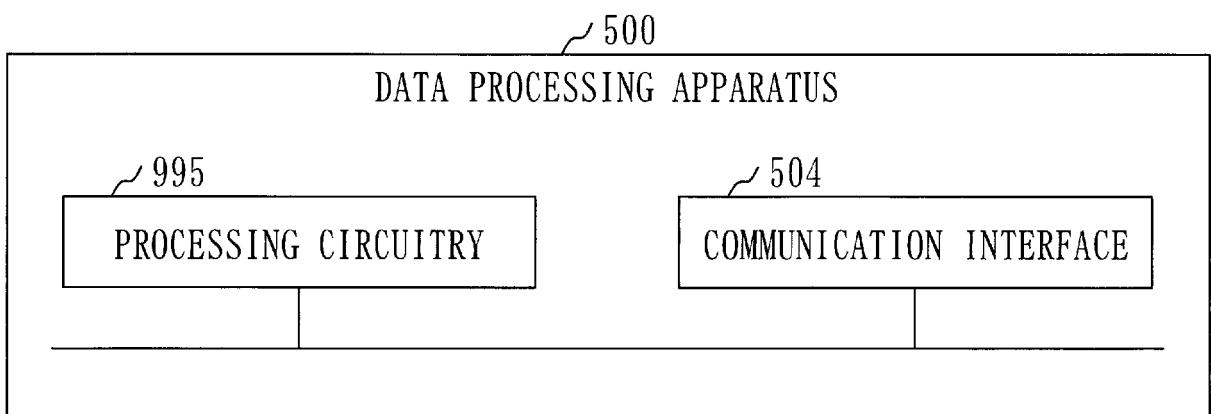 500
DATA PROCESSING APPARATUS
995
504
PROCESSING CIRCUITRY
COMMUNICATION INTERFACE